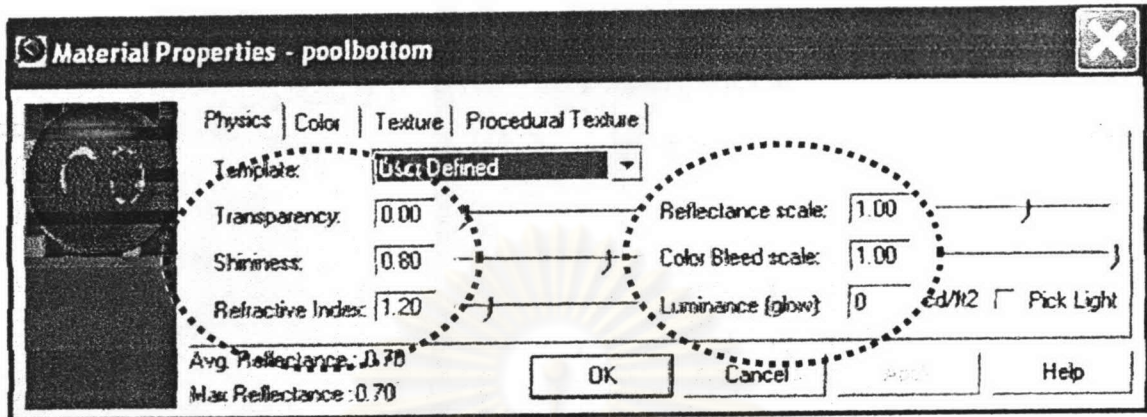 Material Properties - poolbottom
Physics Color Texture Procedural Texture
Template: User Defined
Transparency: 0.00 Reflectance scale: 1.00
Shininess: 0.80 Color Bleed scale: 1.00
Refractive Index: 1.20 Luminance (glow): 0 cd/ft2 Pick Light
Avg. Reflectance : 0.70
OK Cancel Apply Help
Max Reflectance : 0.70